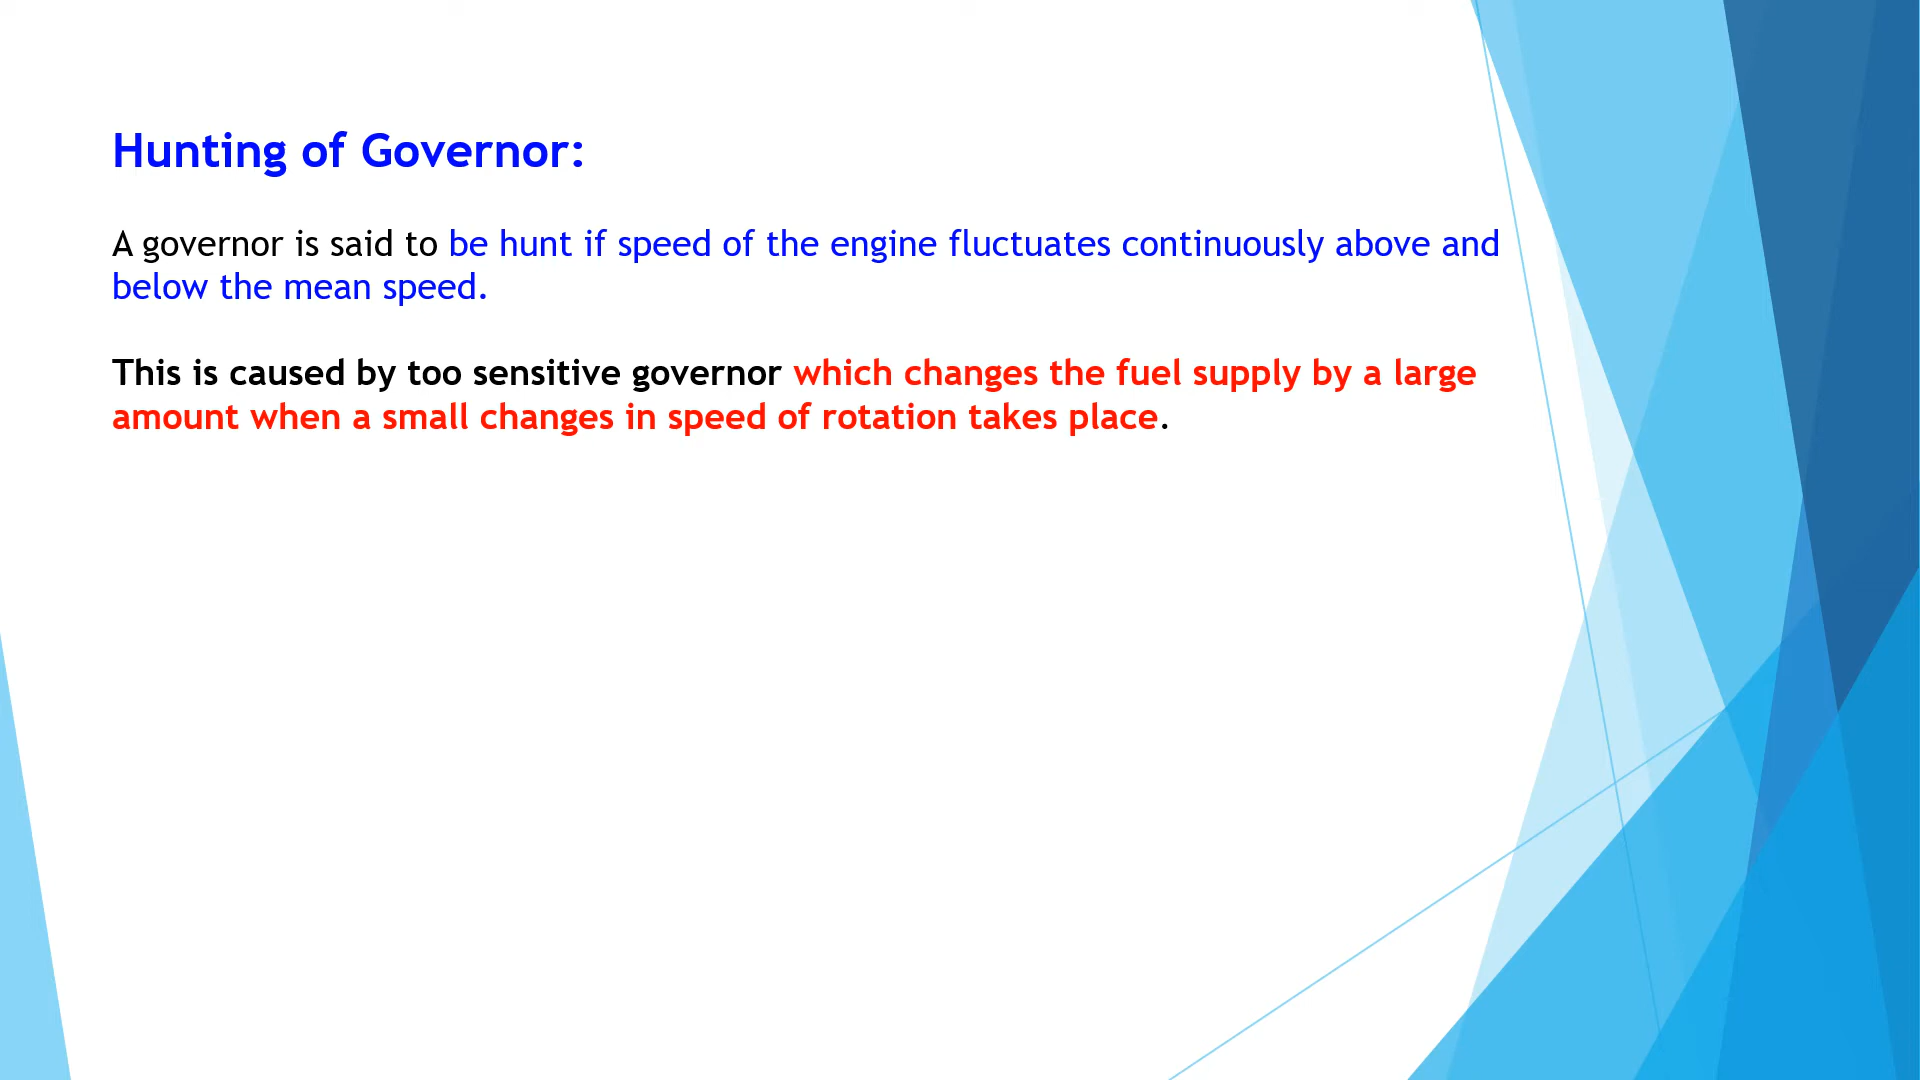 Hunting of Governor:
A governor is said to be hunt if speed of the engine fluctuates continuously above and
below the mean speed.
This is caused by too sensitive governor which changes the fuel supply by a large
amount when a small changes in speed of rotation takes place.